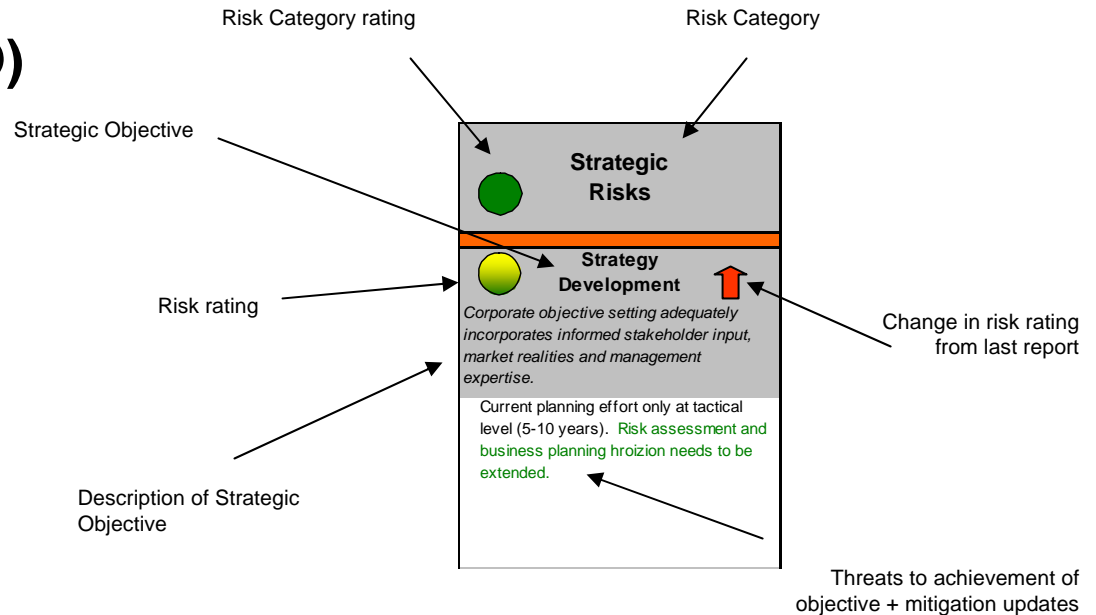 Risk Category rating
Risk Category
)
Strategic Objective
Strategic
Risks
Strategy
Development
Risk rating
Corporate objective setting adequately
incorporates informed stakeholder input,
market realities and management
expertise.
Change in risk rating
from last report
Current planning effort only at tactical
level (5-10 years). Risk assessment and
business planning hroizion needs to be
extended.
Description of Strategic
Objective
Threats to achievement of
objective + mitigation updates